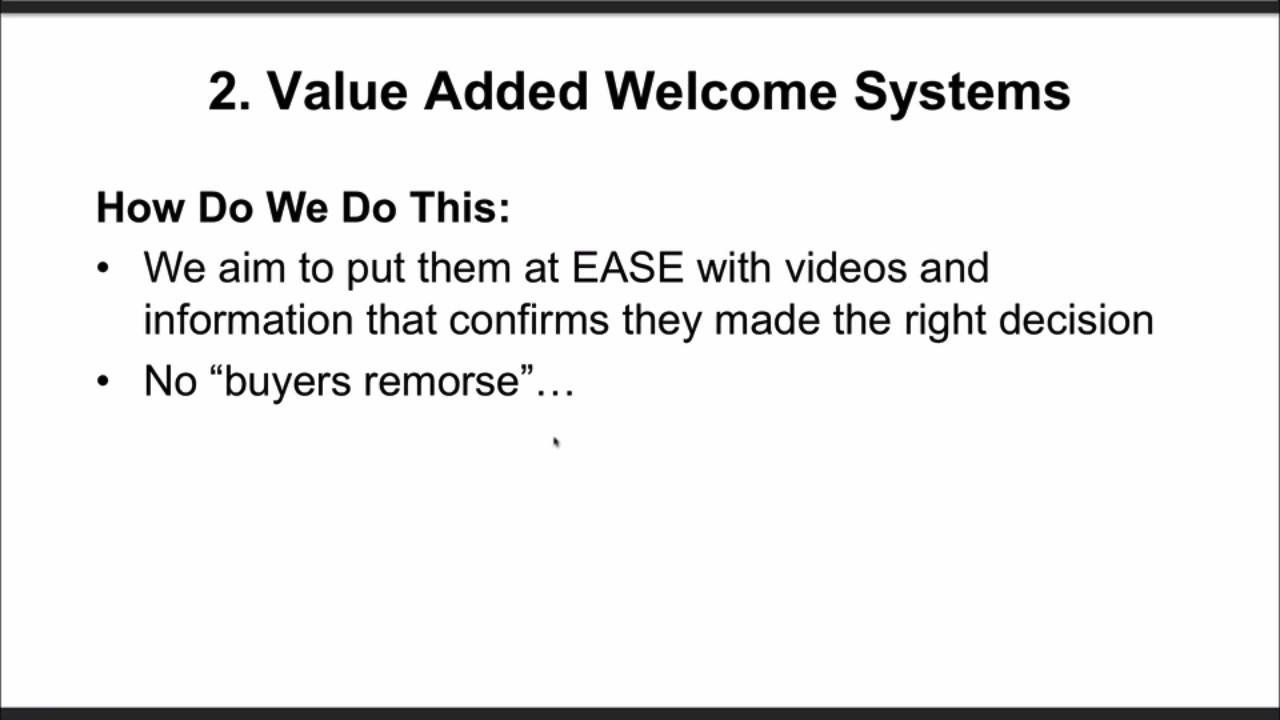 2. Value Added Welcome Systems
How Do We Do This:
• We aim to put them at EASE with videos and
information that confirms they made the right decision
• No “buyers remorse”…